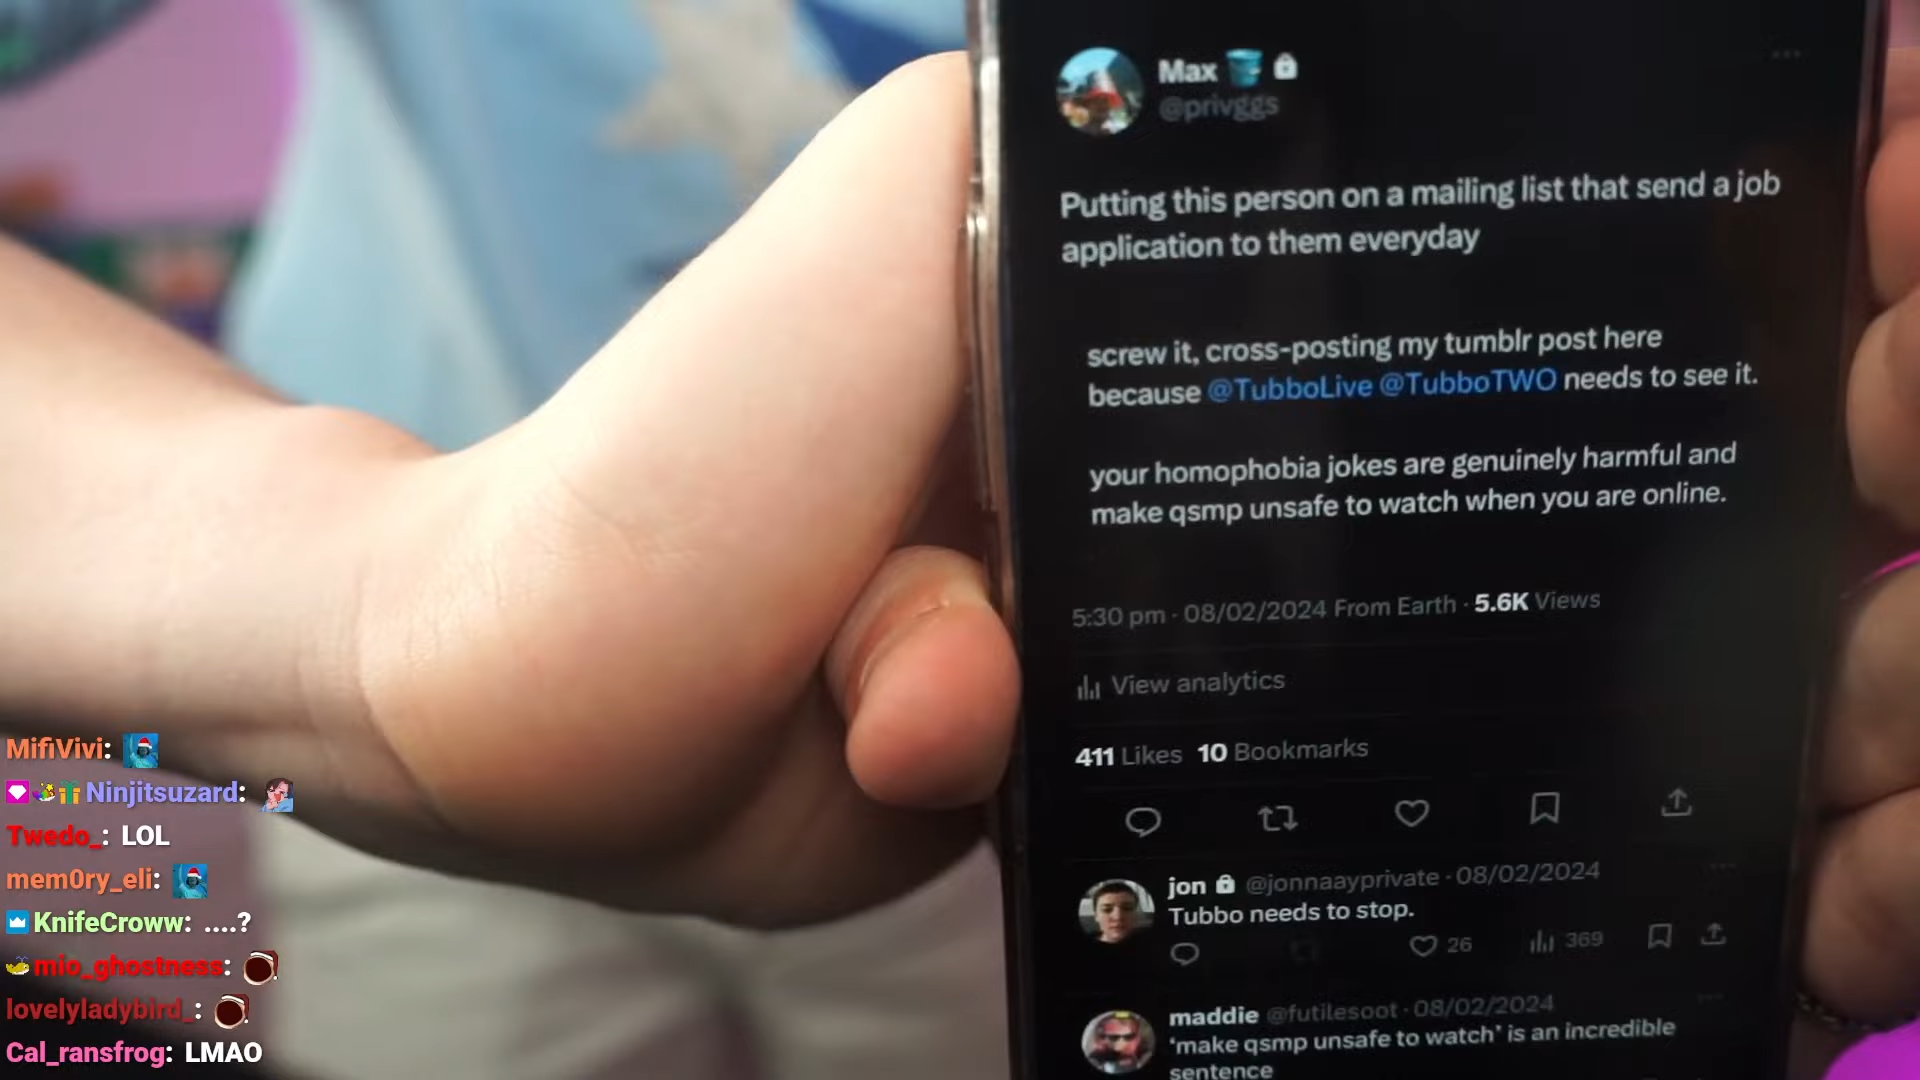 Max
@privggs
Putting this person on a mailing list that send a job
application to them everyday
screw it, cross-posting my tumblr post here
because @TubboLive @TubboTWO needs to see it.
your homophobia jokes are genuinely harmful and
make qsmp unsafe to watch when you are online.
5:30 pm · 08/02/2024 From Earth · 5.6K Views
View analytics
411 Likes 10 Bookmarks
jon @jonnaayprivate · 08/02/2024
Tubbo needs to stop.
26 369
maddie @futilesoot · 08/02/2024
‘make qsmp unsafe to watch’ is an incredible
sentence
MifiVivi:
Ninjitsuzard:
Twedo_: LOL
mem0ry_eli:
KnifeCroww: ....?
mio_ghostness:
lovelyladybird_:
Cal_ransfrog: LMAO